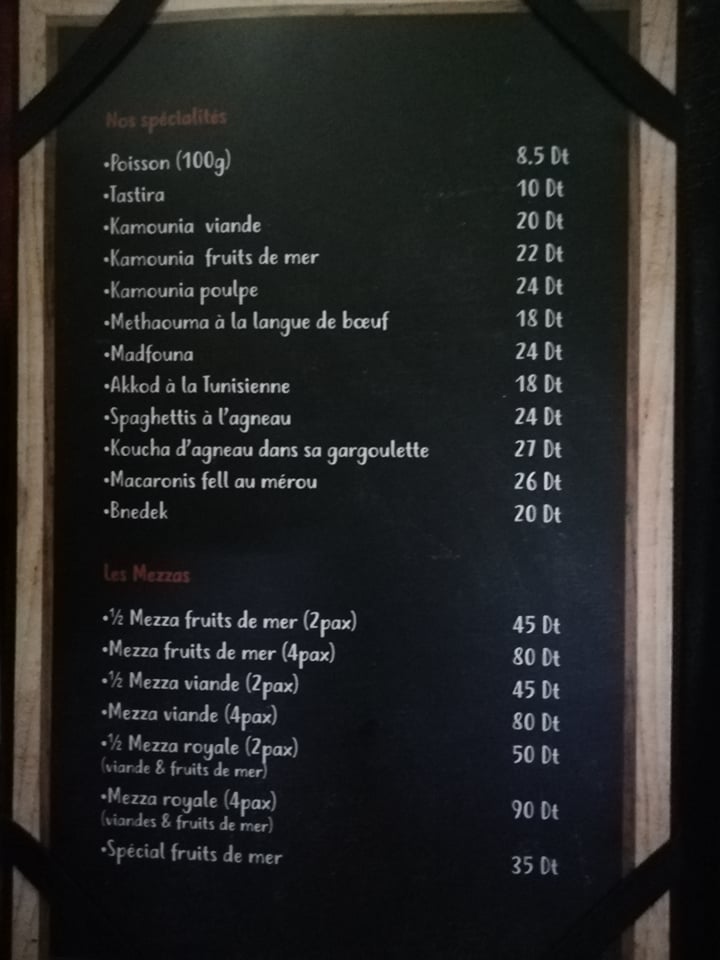 Nos spécialités
•Poisson (100g) 8.5 Dt
•Tastira 10 Dt
•Kamounia viande 20 Dt
•Kamounia fruits de mer 22 Dt
•Kamounia poulpe 24 Dt
•Methaouma à la langue de bœuf 18 Dt
•Madfouna 24 Dt
•Akkod à la Tunisienne 18 Dt
•Spaghettis à l'agneau 24 Dt
•Koucha d'agneau dans sa gargoulette 27 Dt
•Macaronis fell au mérou 26 Dt
•Bnedek 20 Dt
Les Mezzas
•½ Mezza fruits de mer (2pax) 45 Dt
•Mezza fruits de mer (4pax) 80 Dt
•½ Mezza viande (2pax) 45 Dt
•Mezza viande (4pax) 80 Dt
•½ Mezza royale (2pax) 50 Dt
(viande & fruits de mer)
•Mezza royale (4pax) 90 Dt
(viandes & fruits de mer)
•Spécial fruits de mer 35 Dt